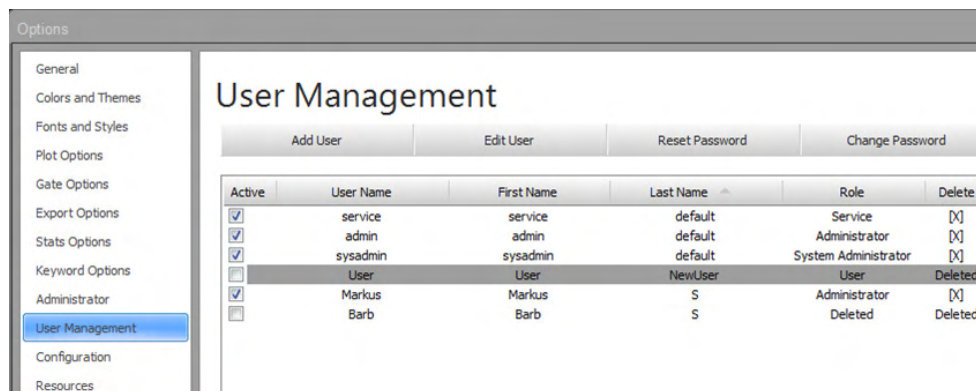 Options
General
Colors and Themes
Fonts and Styles
Plot Options
Gate Options
Export Options
Stats Options
Keyword Options
Administrator
User Management
Configuration
Resources
User Management
Add User Edit User Reset Password Change Password
Active User Name First Name Last Name Role Delete
service service default Service [X]
admin admin default Administrator [X]
sysadmin sysadmin default System Administrator [X]
User User NewUser User Deleted
Markus Markus S Administrator [X]
Barb Barb S Deleted Deleted